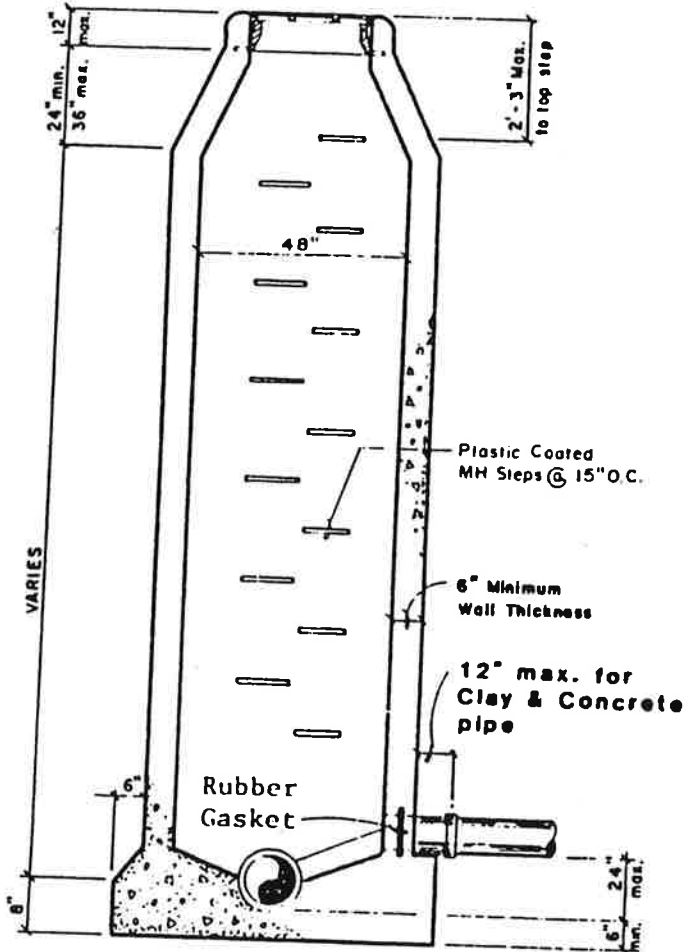 12" max.
24" min.
36" max.
2'-3" Max.
to top step
48"
Plastic Coated
MH Steps @ 15" O.C.
VARIES
6" Minimum
Wall Thickness
12" max. for
Clay & Concrete
pipe
6"
Rubber
Gasket
8"
24" max.
6" min.